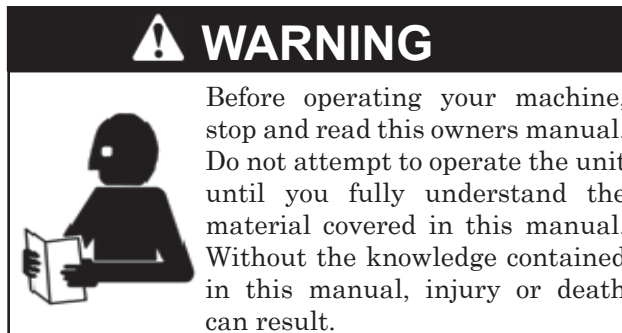 WARNING
Before operating your machine,
stop and read this owners manual.
Do not attempt to operate the unit
until you fully understand the
material covered in this manual.
Without the knowledge contained
in this manual, injury or death
can result.